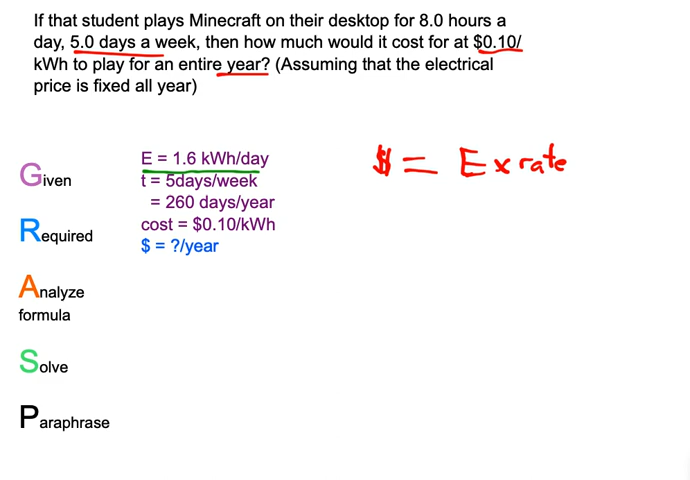 If that student plays Minecraft on their desktop for 8.0 hours a
day, 5.0 days a week, then how much would it cost for at $0.10/
kWh to play for an entire year? (Assuming that the electrical
price is fixed all year)
$ = E x rate
Given
E = 1.6 kWh/day
t = 5days/week
= 260 days/year
cost = $0.10/kWh
Required
$ = ?/year
Analyze
formula
Solve
Paraphrase